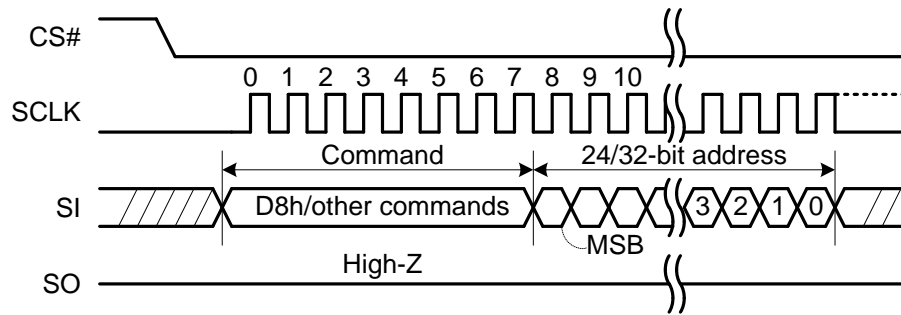 CS#
0 1 2 3 4 5 6 7 8 9 10
SCLK
Command 24/32-bit address
SI D8h/other commands 3 2 1 0
MSB
High-Z
SO